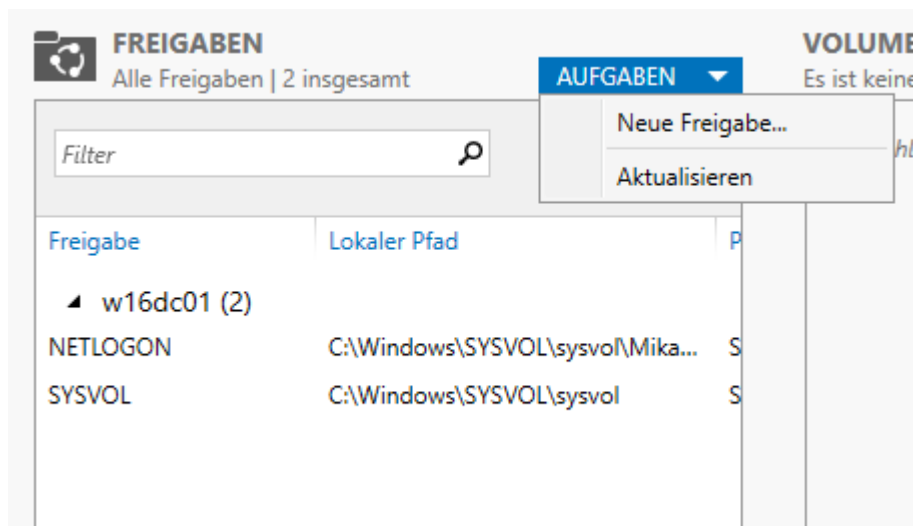 FREIGABEN
Alle Freigaben | 2 insgesamt
AUFGABEN
Neue Freigabe...
Aktualisieren
VOLUME
Es ist keine
Filter
Freigabe
Lokaler Pfad
P
w16dc01 (2)
NETLOGON
C:\Windows\SYSVOL\sysvol\Mika...
S
SYSVOL
C:\Windows\SYSVOL\sysvol
S